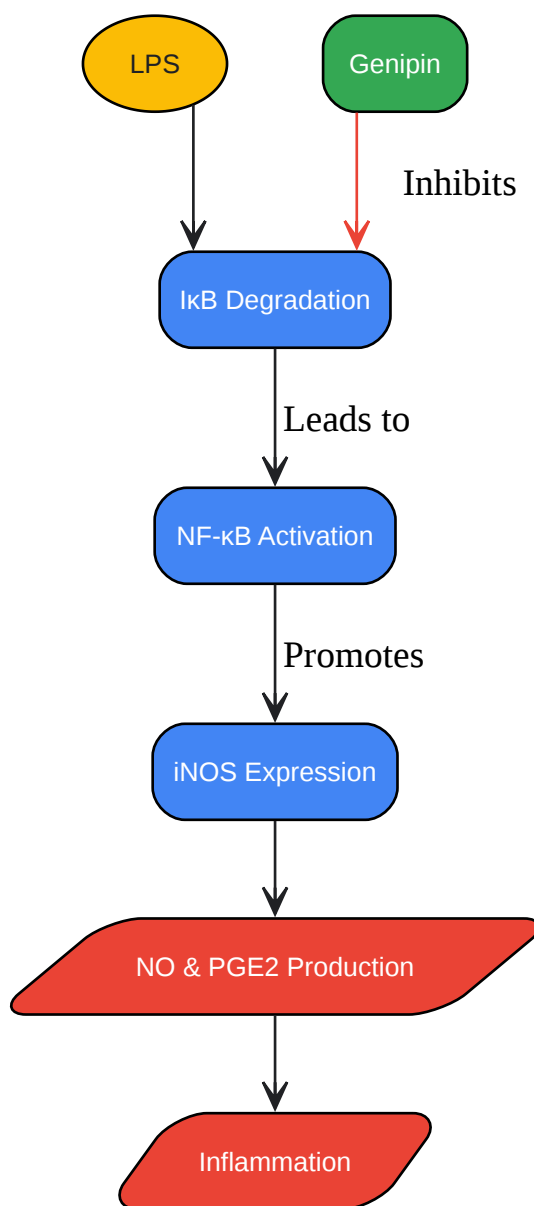 LPS
Genipin
Inhibits
IκB Degradation
Leads to
NF-κB Activation
Promotes
iNOS Expression
NO & PGE2 Production
Inflammation